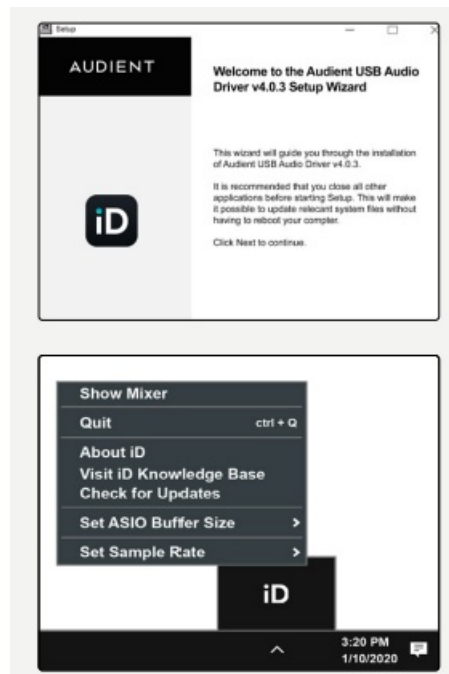 Setup
AUDIENT
Welcome to the Audient USB Audio
Driver v4.0.3 Setup Wizard
This wizard will guide you through the installation
of Audient USB Audio Driver v4.0.3.
It is recommended that you close all other
applications before starting Setup. This will make
it possible to update relecant system files without
having to reboot your compter.
Click Next to continue.
iD
Show Mixer
Quit ctrl + Q
About iD
Visit iD Knowledge Base
Check for Updates
Set ASIO Buffer Size >
Set Sample Rate >
iD
3:20 PM
1/10/2020